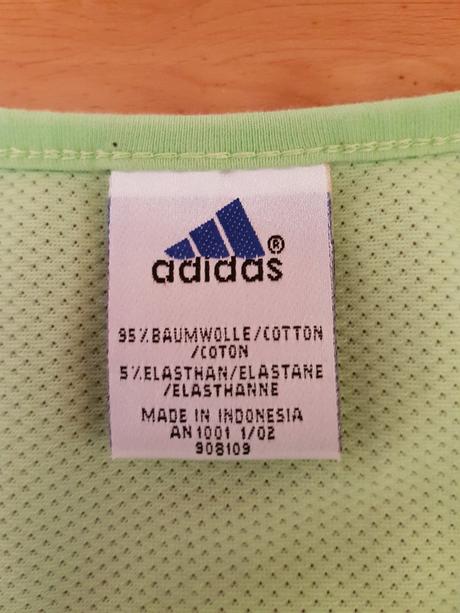 adidas®
95% BAUMWOLLE/COTTON
/COTON
5% ELASTHAN/ELASTANE
/ELASTHANNE
MADE IN INDONESIA
AN1001 1/02
908109